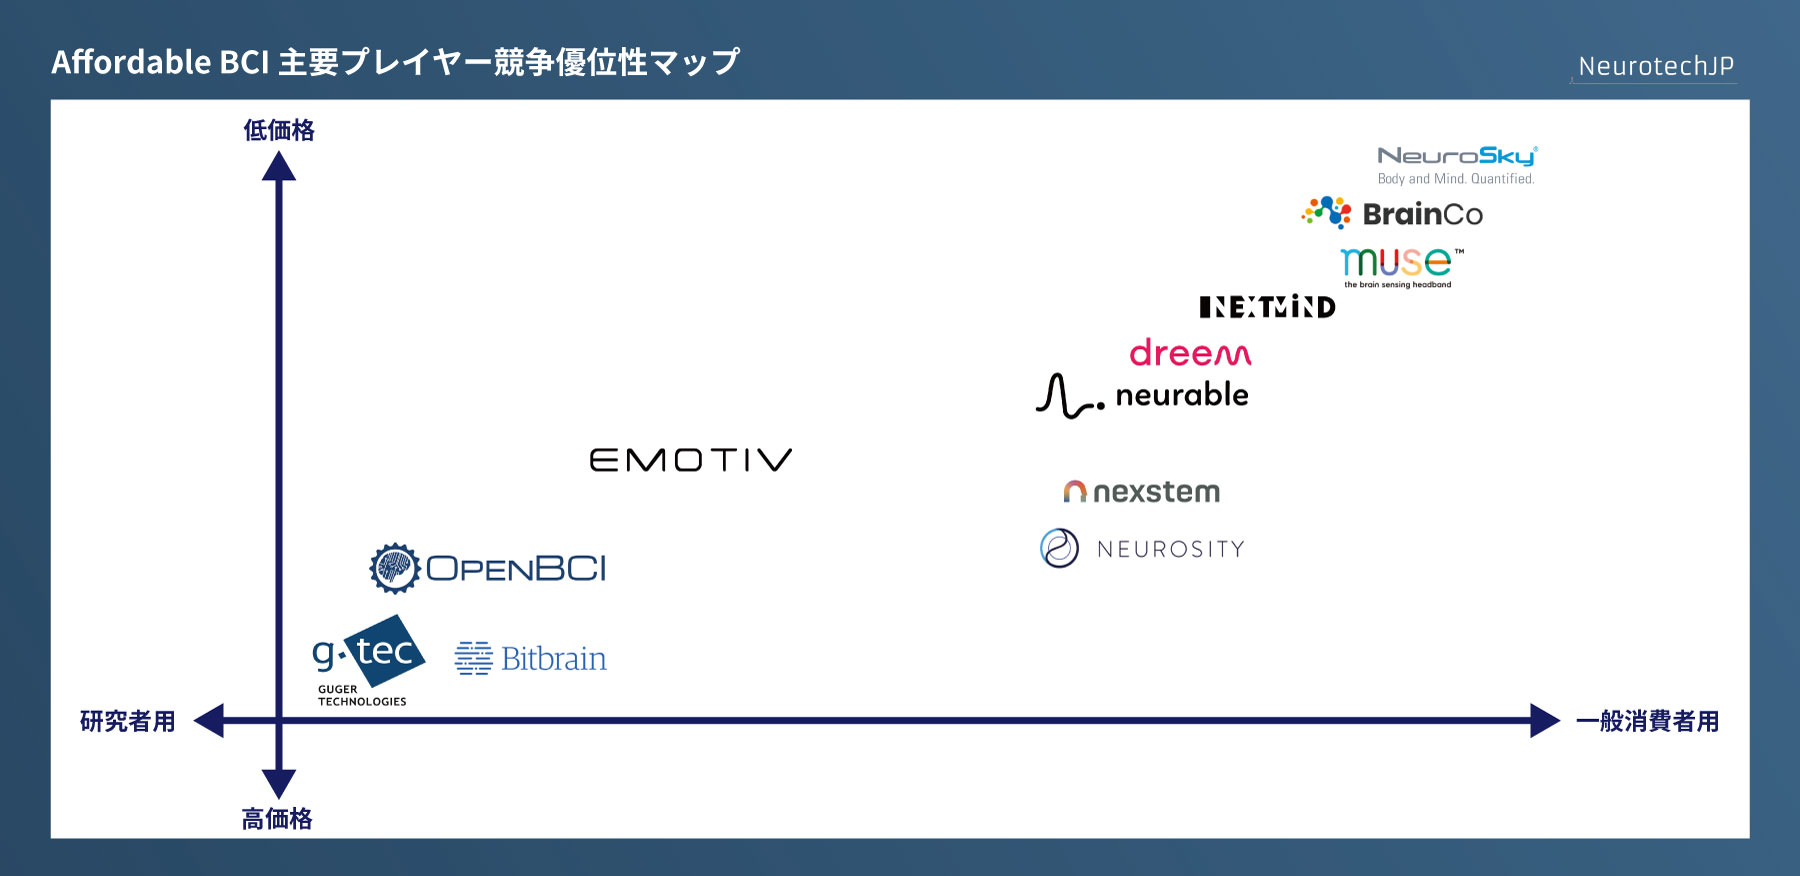 Affordable BCI 主要プレイヤー競争優位性マップ
NeurotechJP
低価格
NeuroSky®
Body and Mind. Quantified.
BrainCo
muse™
the brain sensing headband
NEXTMIND
dreem
neurable
EMOTIV
nexstem
NEUROSITY
OPENBCI
g.tec
GUGER
TECHNOLOGIES
Bitbrain
研究者用
一般消費者用
高価格